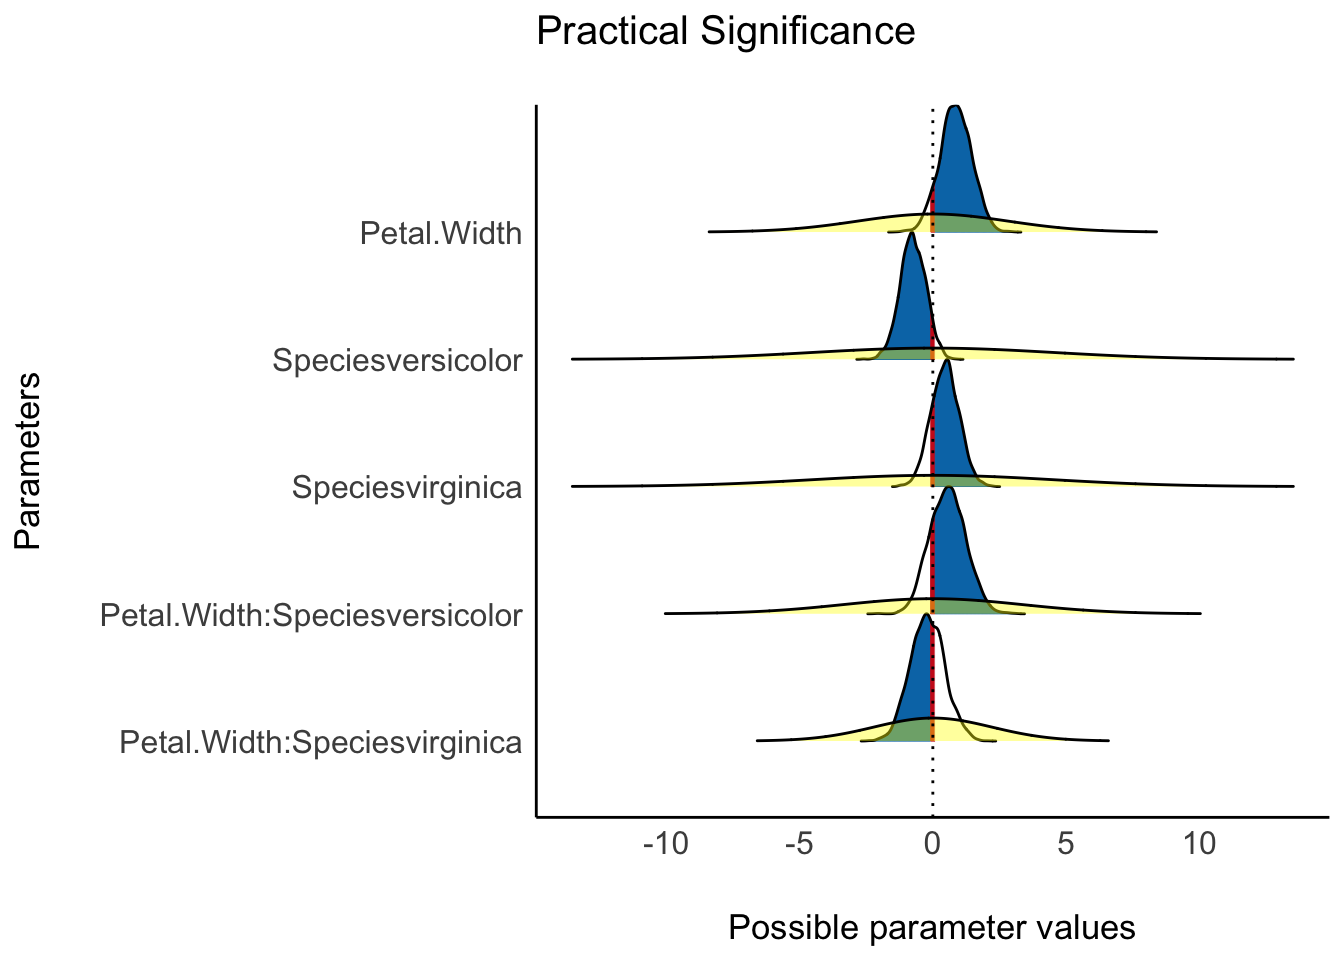 Practical Significance
Petal.Width
Speciesversicolor
Speciesvirginica
Petal.Width:Speciesversicolor
Petal.Width:Speciesvirginica
Parameters
-10 -5 0 5 10
Possible parameter values